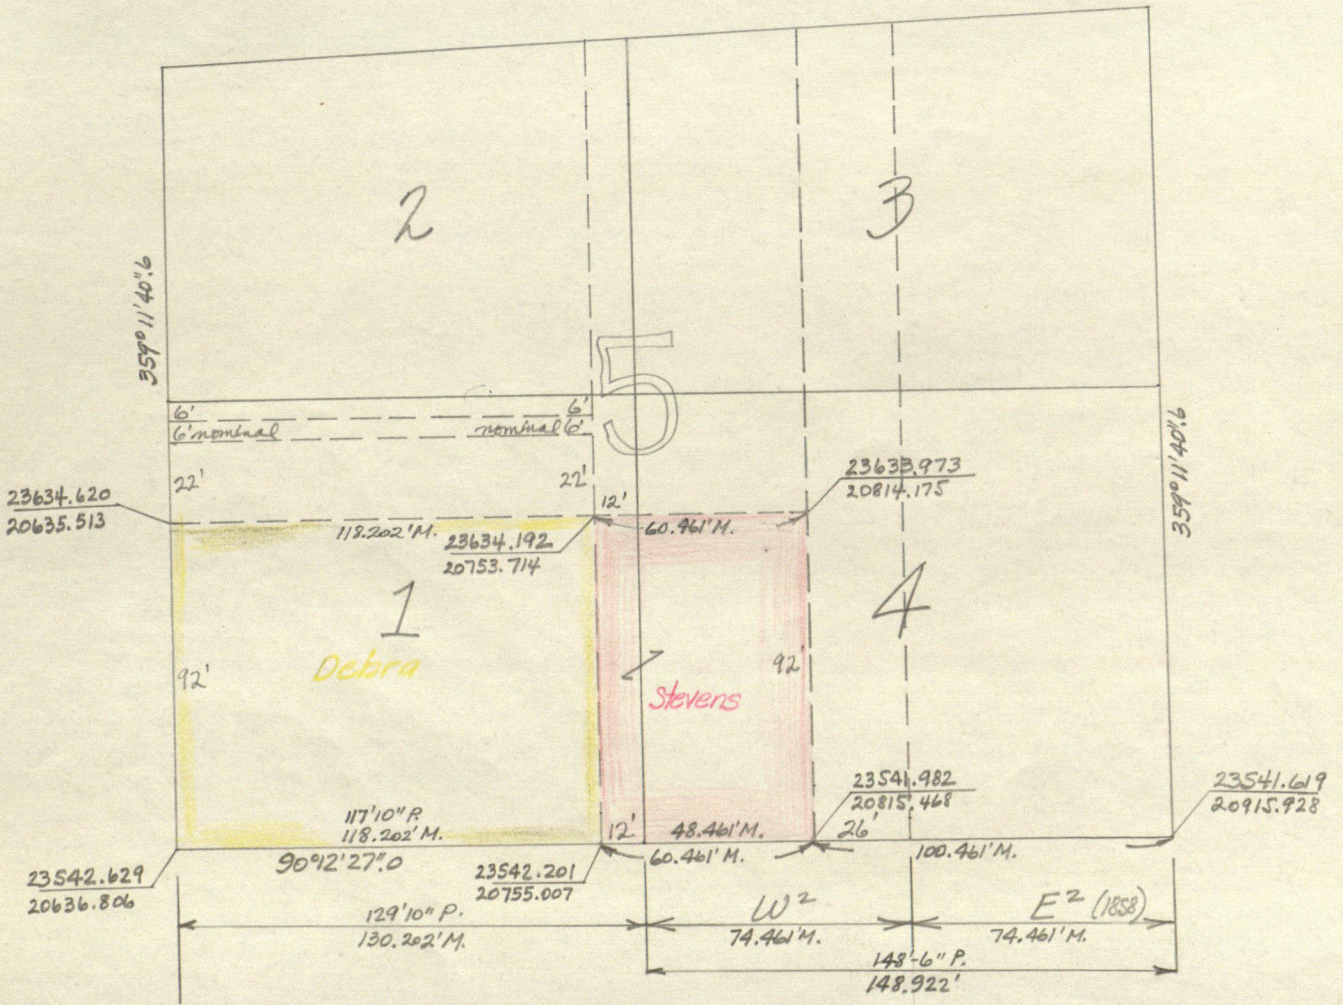 2
3
359°11'40".6
5
6'
6'
6' nominal
nominal 6'
22'
22'
12'
23633.973
20814.175
359°11'40".6
23634.620
20635.513
118.202'M.
23634.192
20753.714
60.461'M.
1
4
Debra
92'
1
92'
Stevens
23541.982
20815.468
23541.619
20915.928
117'10" P.
118.202'M.
12'
48.461'M.
26'
90°12'27".0
60.461'M.
100.461'M.
23542.629
20636.806
23542.201
20755.007
129'10" P.
130.202'M.
W²
74.461'M.
E² (1858)
74.461'M.
148'-6" P.
148.922'